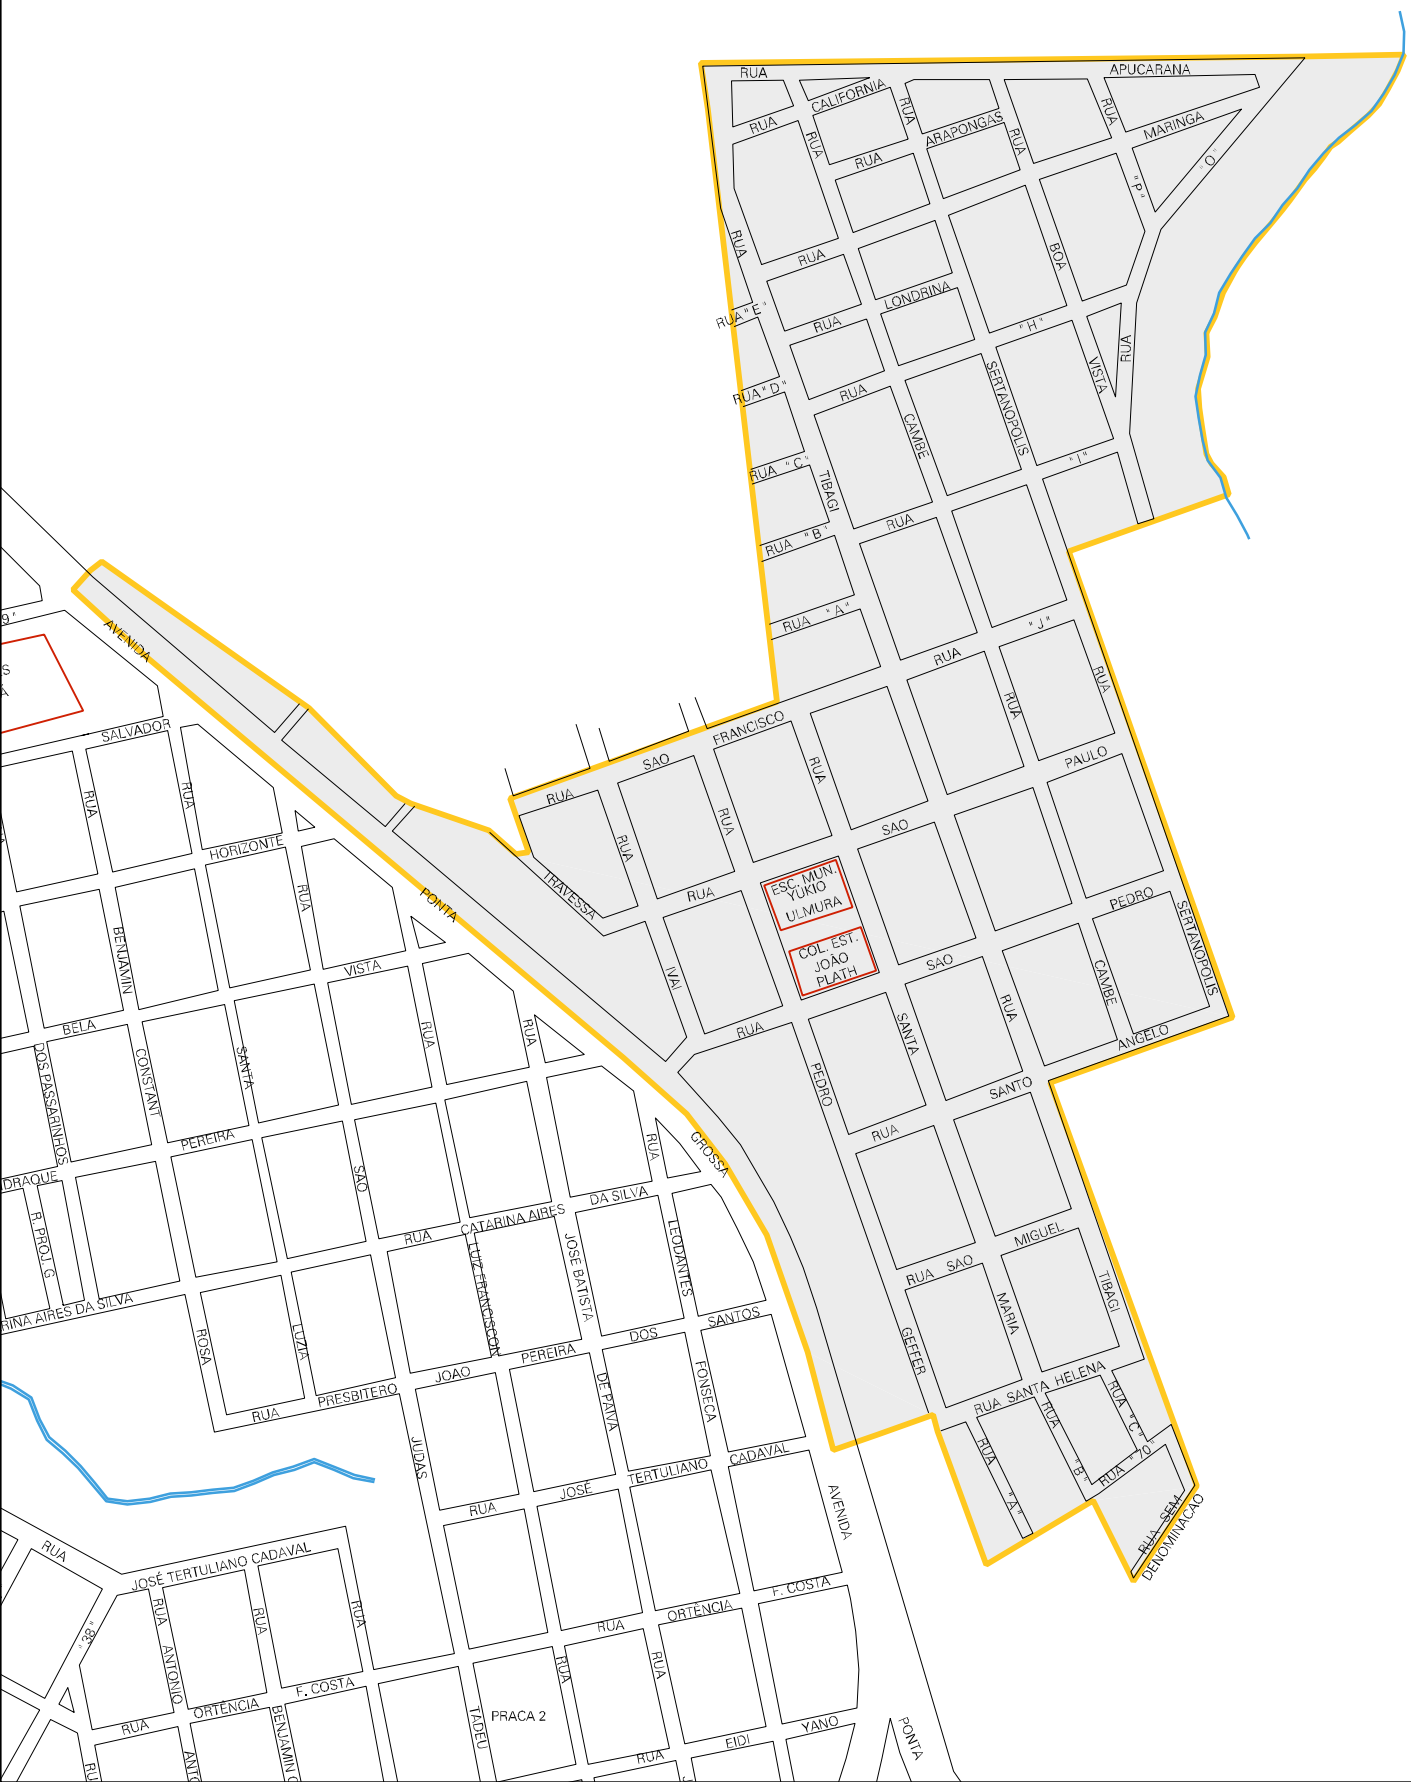 RUA
APUCARANA
CALIFORNIA
RUA
RUA
ARAPONGAS
RUA
MARINGA
RUA
RUA
RUA
"O"
"P"
RUA
BOA
RUA
LONDRINA
RUA "E"
RUA
"H"
RUA
VISTA
SERTANOPOLIS
RUA "D"
RUA
CAMBE
RUA "C"
TIBAGI
"I"
RUA
RUA "B"
RUA "A"
"J"
RUA
RUA
RUA
AVENIDA
PONTA
GROSSA
RUA
SAO
FRANCISCO
RUA
RUA
RUA
SAO
PAULO
TRAVESSA
RUA
ESC. MUN.
YUKIO
ULMURA
COL. EST.
JOÃO
PLATH
PEDRO
SERTANOPOLIS
IVAI
SAO
CAMBE
RUA
RUA
SANTA
ANGELO
PEDRO
SANTO
RUA
MIGUEL
RUA SAO
TIBAGI
MARIA
GEFFER
RUA SANTA HELENA
RUA "C"
RUA
"B"
RUA
"A"
RUA "70"
RUA SEM
DENOMINACAO
9"
S
SALVADOR
RUA
RUA
HORIZONTE
RUA
BENJAMIN
VISTA
RUA
RUA
BELA
DOS PASSARINHOS
CONSTANT
SANTA
PEREIRA
RUA
DRAQUE
SAO
R. PROJ. G
RUA
CATARINA AIRES
DA SILVA
LUIZ FRANCISCON
JOSE BATISTA
LEODANTES
RINA AIRES DA SILVA
ROSA
LUZIA
SANTOS
DOS
PEREIRA
JOAO
PRESBITERO
RUA
DE PAIVA
FONSECA
JUDAS
CADAVAL
TERTULIANO
JOSÉ
RUA
AVENIDA
RUA
JOSÉ TERTULIANO CADAVAL
RUA
RUA
RUA
"38"
F. COSTA
ORTÊNCIA
RUA
ANTONIO
RUA
RUA
F. COSTA
ORTÊNCIA
RUA
BENJAMIN C
TADEU
PRACA 2
YANO
EIDI
RUA
PONTA
RU
ANTO
J